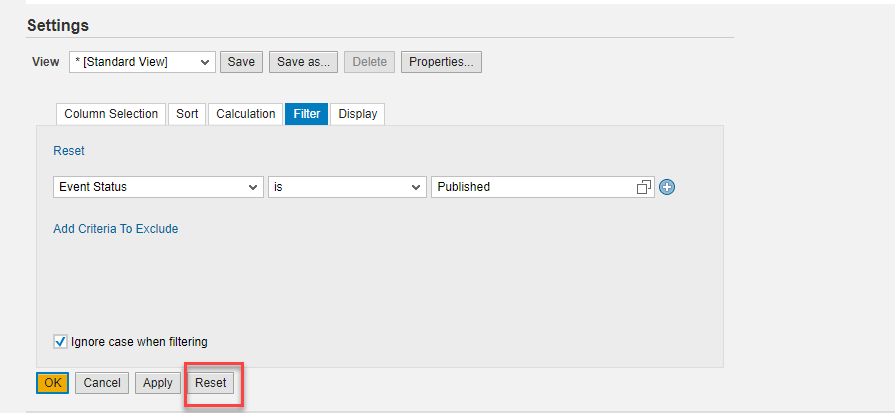 Settings
View * [Standard View] Save Save as... Delete Properties...
Column Selection Sort Calculation Filter Display
Reset
Event Status is Published
Add Criteria To Exclude
Ignore case when filtering
OK Cancel Apply Reset